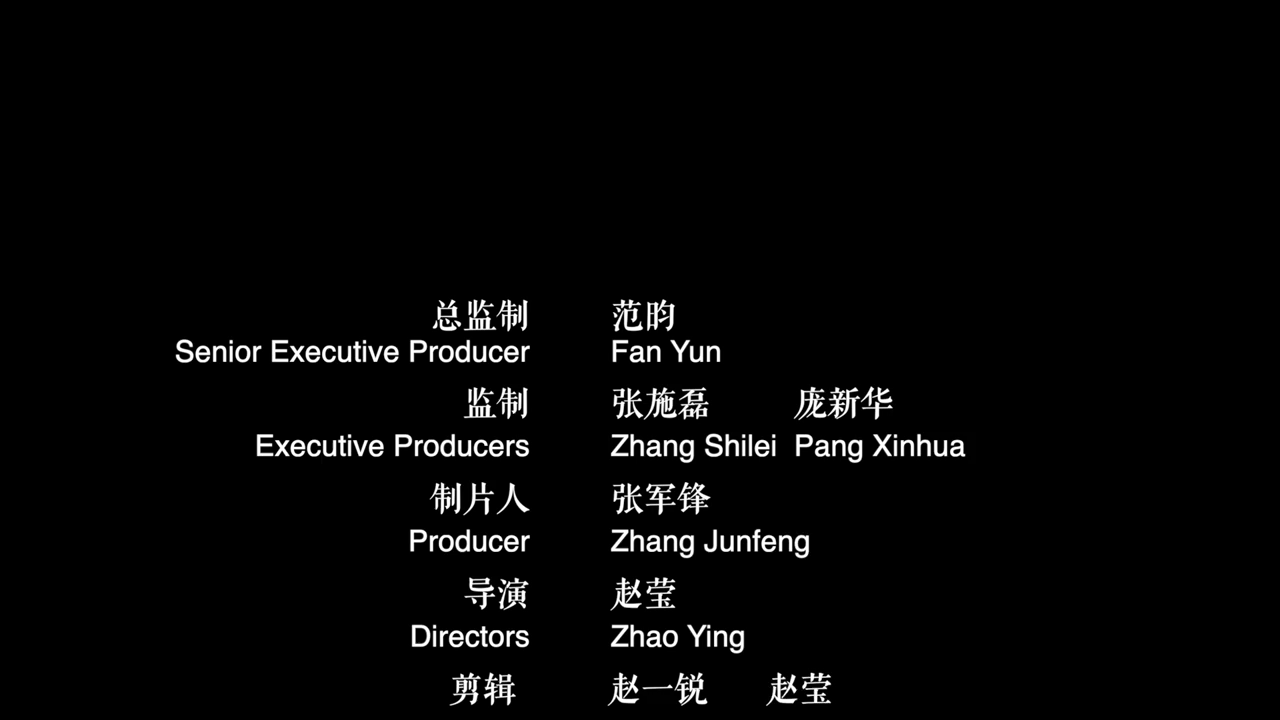 总监制 范昀
Senior Executive Producer Fan Yun
监制 张施磊 庞新华
Executive Producers Zhang Shilei Pang Xinhua
制片人 张军锋
Producer Zhang Junfeng
导演 赵莹
Directors Zhao Ying
剪辑 赵一锐 赵莹